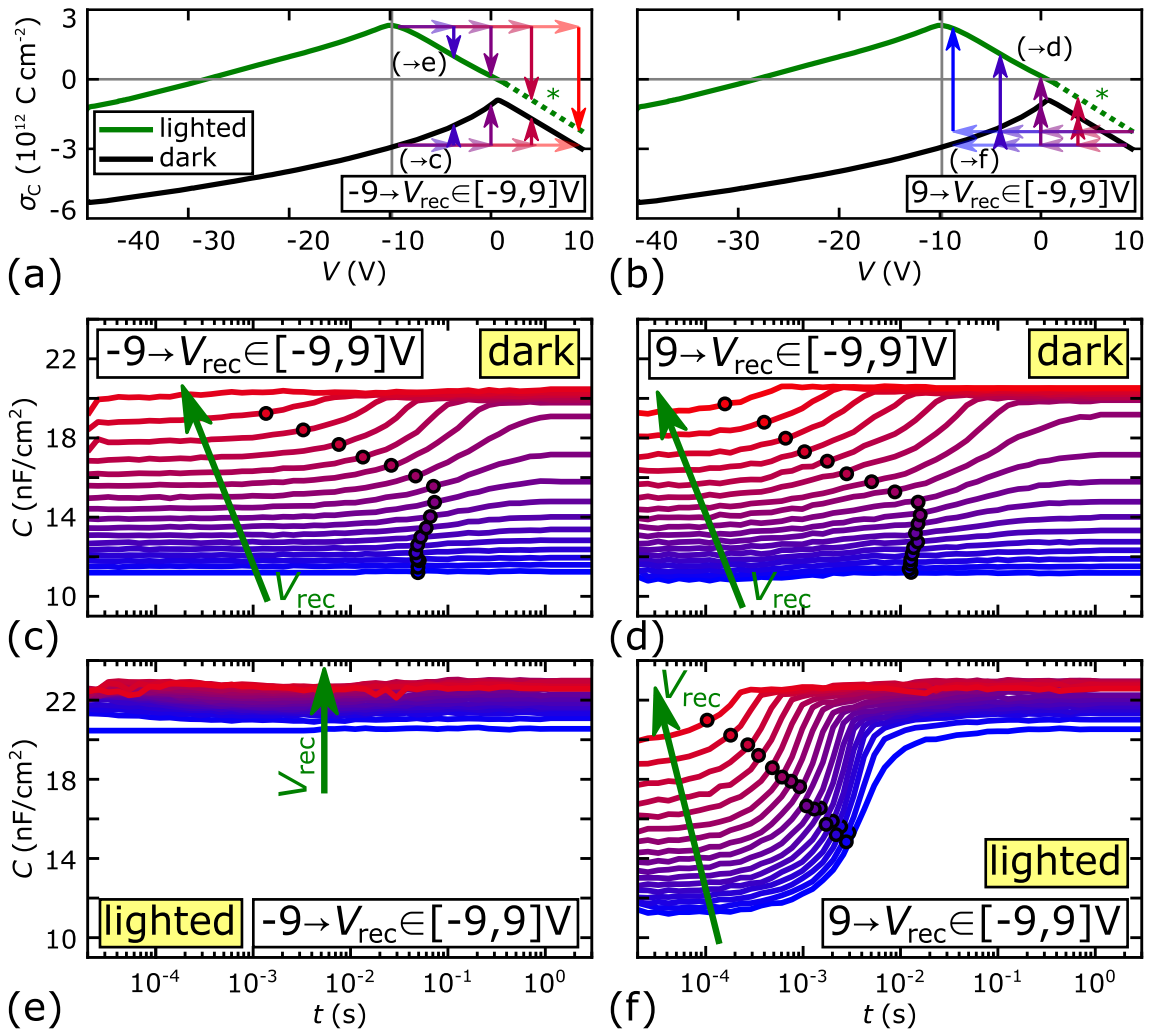 3
0
-3
-6
σC (10¹² C cm⁻²)
(→e)
*
lighted
dark
(→c)
-9→Vrec∈[-9,9]V
-40
-30
-20
-10
0
10
V (V)
(a)
(→d)
*
(→f)
9→Vrec∈[-9,9]V
-40
-30
-20
-10
0
10
V (V)
(b)
-9→Vrec∈[-9,9]V
dark
22
18
14
10
C (nF/cm²)
Vrec
(c)
9→Vrec∈[-9,9]V
dark
Vrec
(d)
22
18
14
10
C (nF/cm²)
Vrec
lighted
-9→Vrec∈[-9,9]V
10⁻⁴
10⁻³
10⁻²
10⁻¹
10⁰
t (s)
(e)
Vrec
lighted
9→Vrec∈[-9,9]V
10⁻⁴
10⁻³
10⁻²
10⁻¹
10⁰
t (s)
(f)